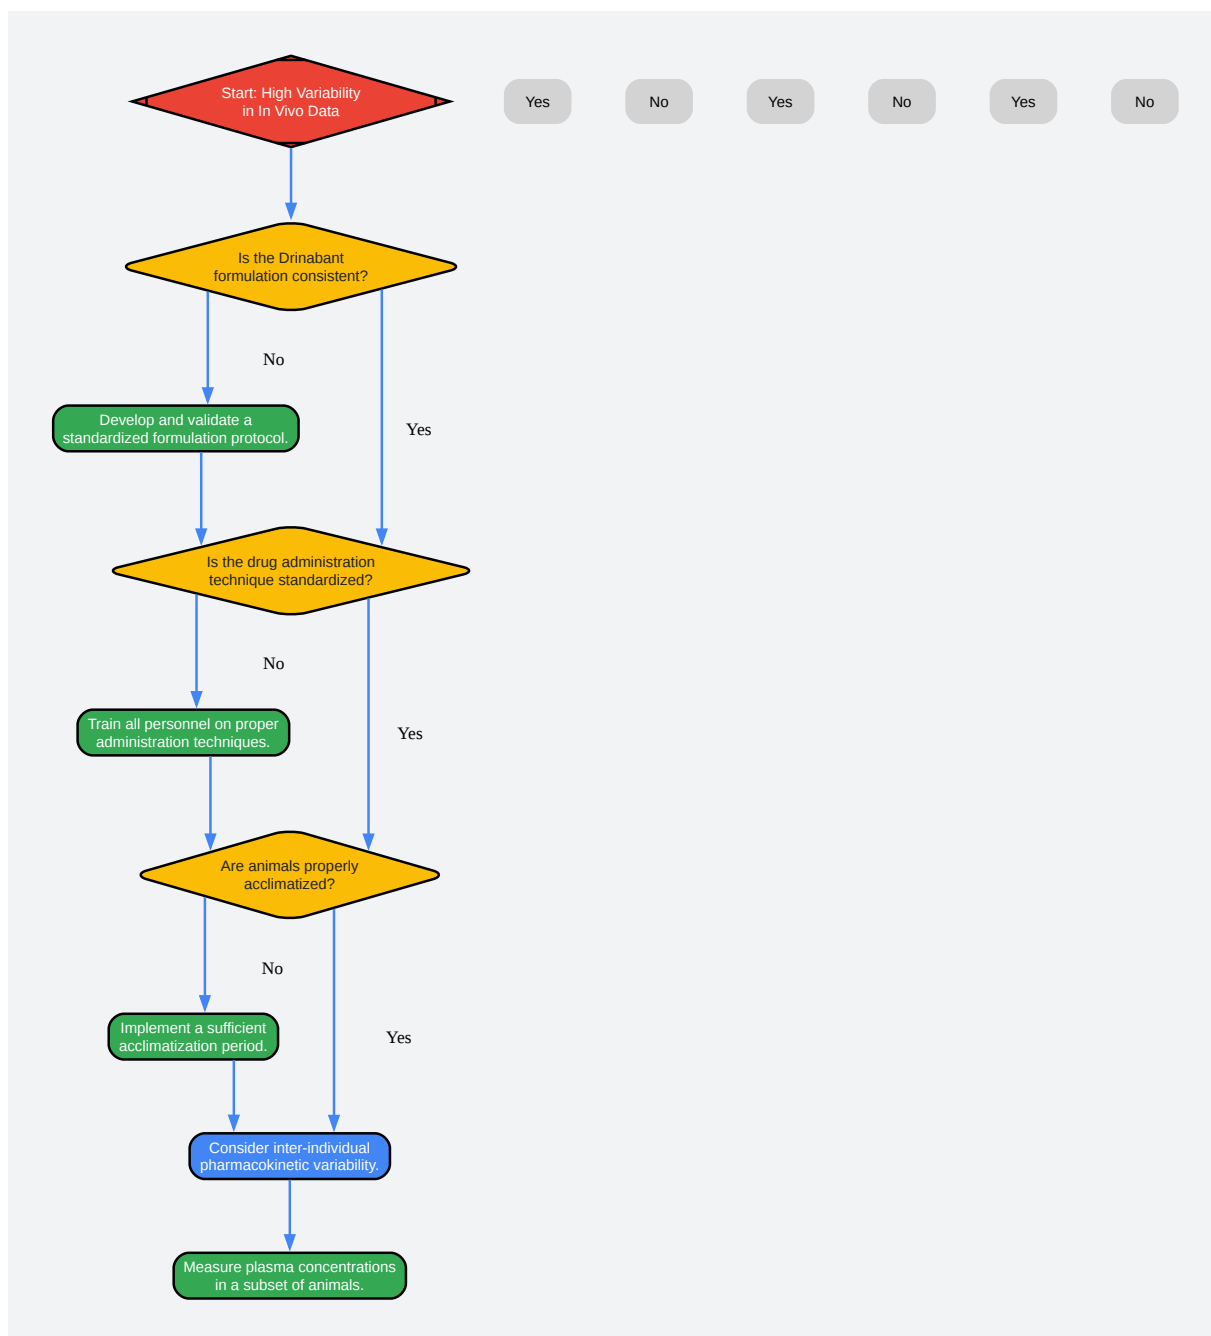 Start: High Variability
in In Vivo Data
Yes
No
Yes
No
Yes
No
Is the Drinabant
formulation consistent?
No
Develop and validate a
standardized formulation protocol.
Yes
Is the drug administration
technique standardized?
No
Train all personnel on proper
administration techniques.
Yes
Are animals properly
acclimatized?
No
Implement a sufficient
acclimatization period.
Yes
Consider inter-individual
pharmacokinetic variability.
Measure plasma concentrations
in a subset of animals.